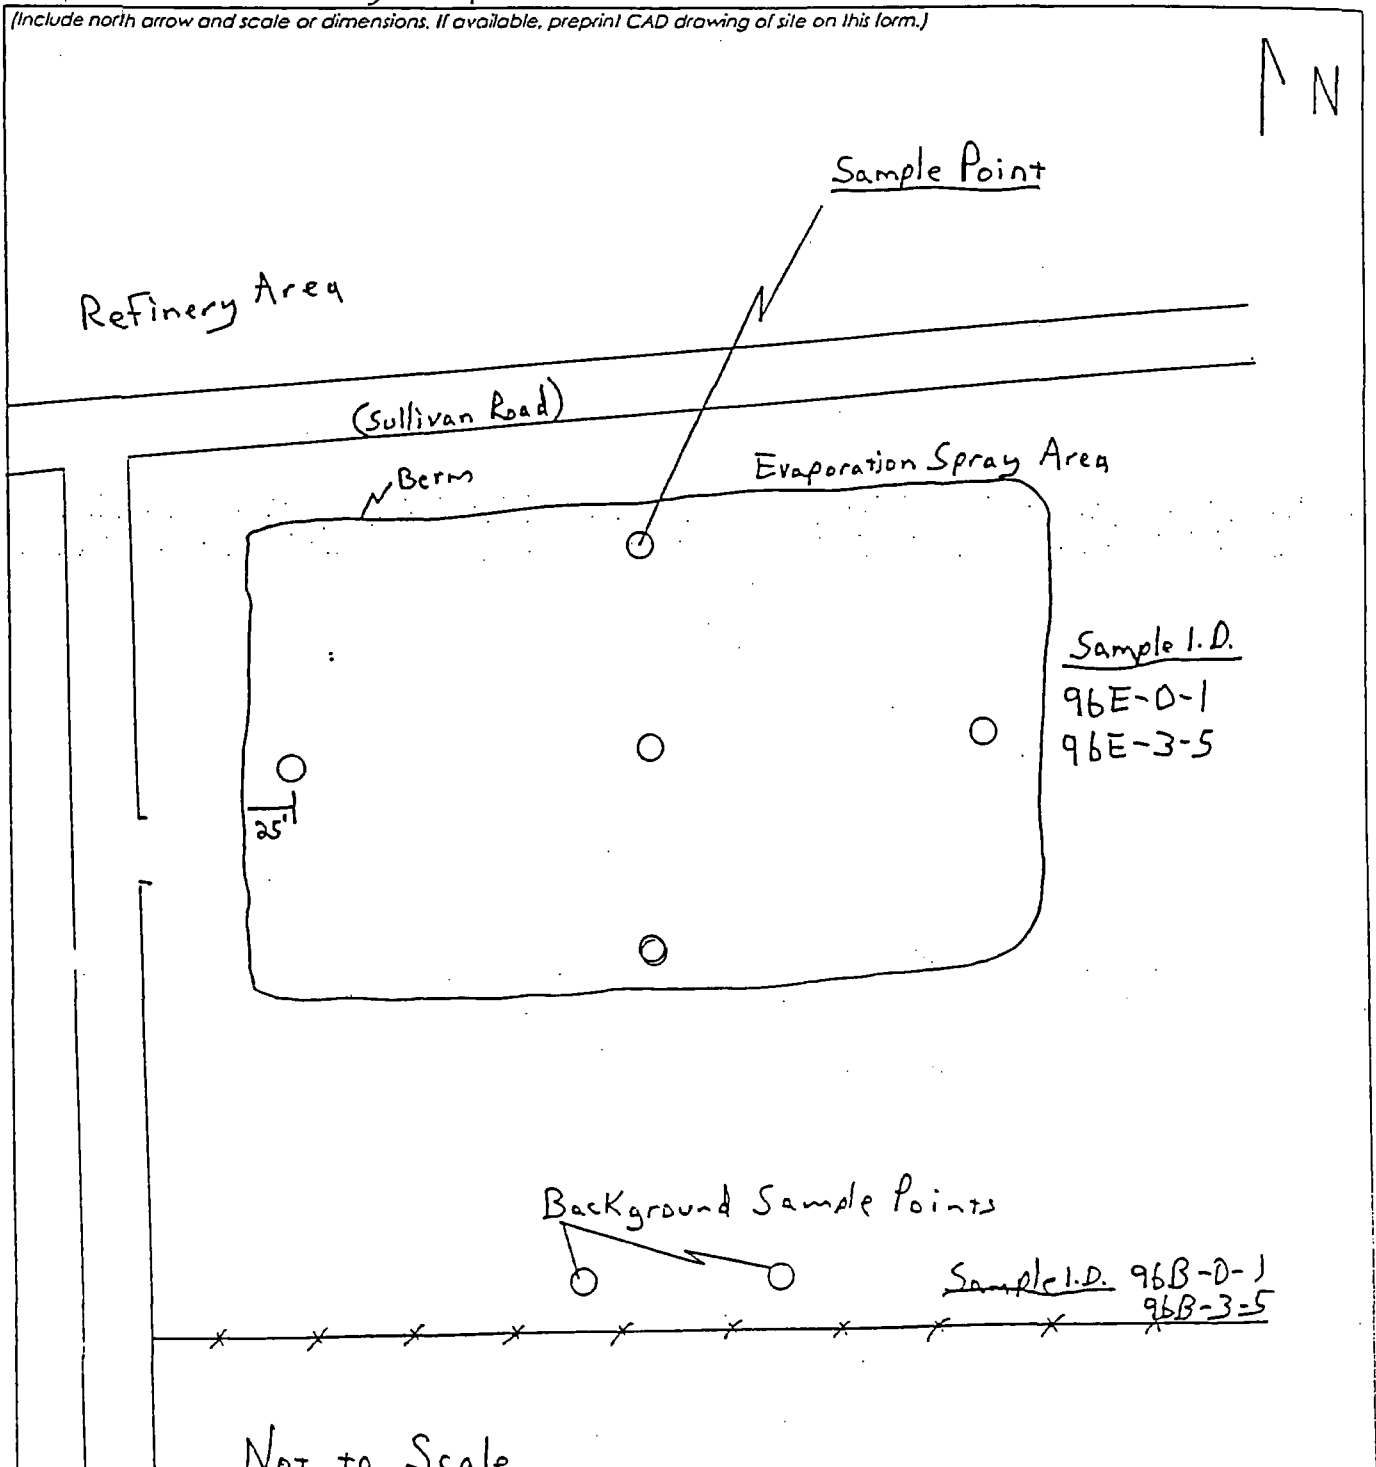 (Include north arrow and scale or dimensions. If available, preprint CAD drawing of site on this form.)
N
Sample Point
Refinery Area
(Sullivan Road)
Berm
Evaporation Spray Area
Sample I.D.
96E-0-1
96E-3-5
25'
Background Sample Points
Sample I.D. 96B-0-1
96B-3-5
Not to Scale